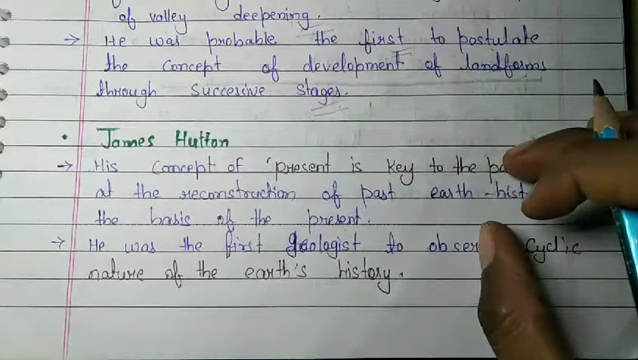 of valley deepening.
→ He was probable the first to postulate
the concept of development of landforms
through successive stages.
• James Hutton
→ His concept of 'present is key to the
at the reconstruction of past earth
the basis of the present.
→ He was the first geologist to cyclic
nature of the earth's history.